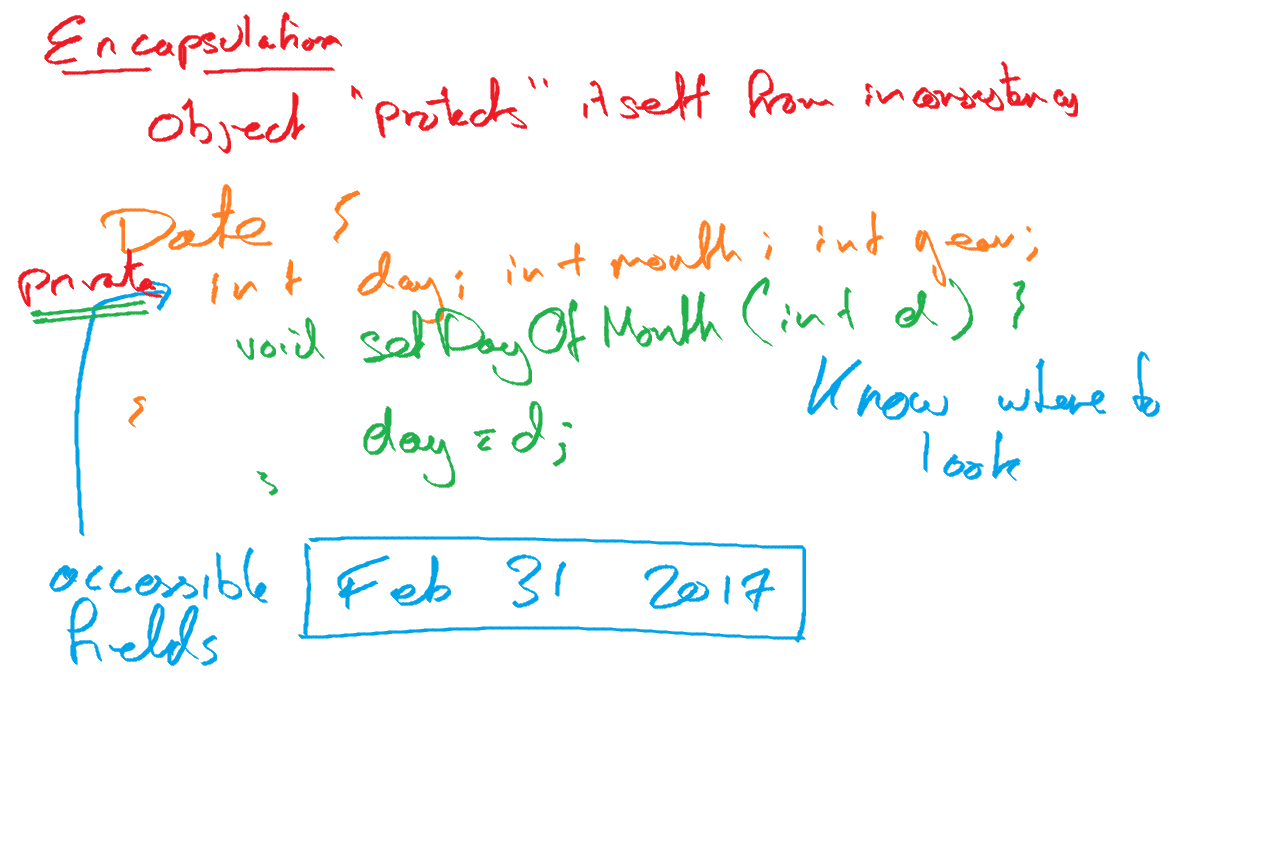 Encapsulation
Object "protects" itself from inconsistency
Date {
private int day; int month; int year;
void setDayOfMonth (int d) {
Know where to
look
}
day = d;
}
accessible
fields
Feb 31 2017